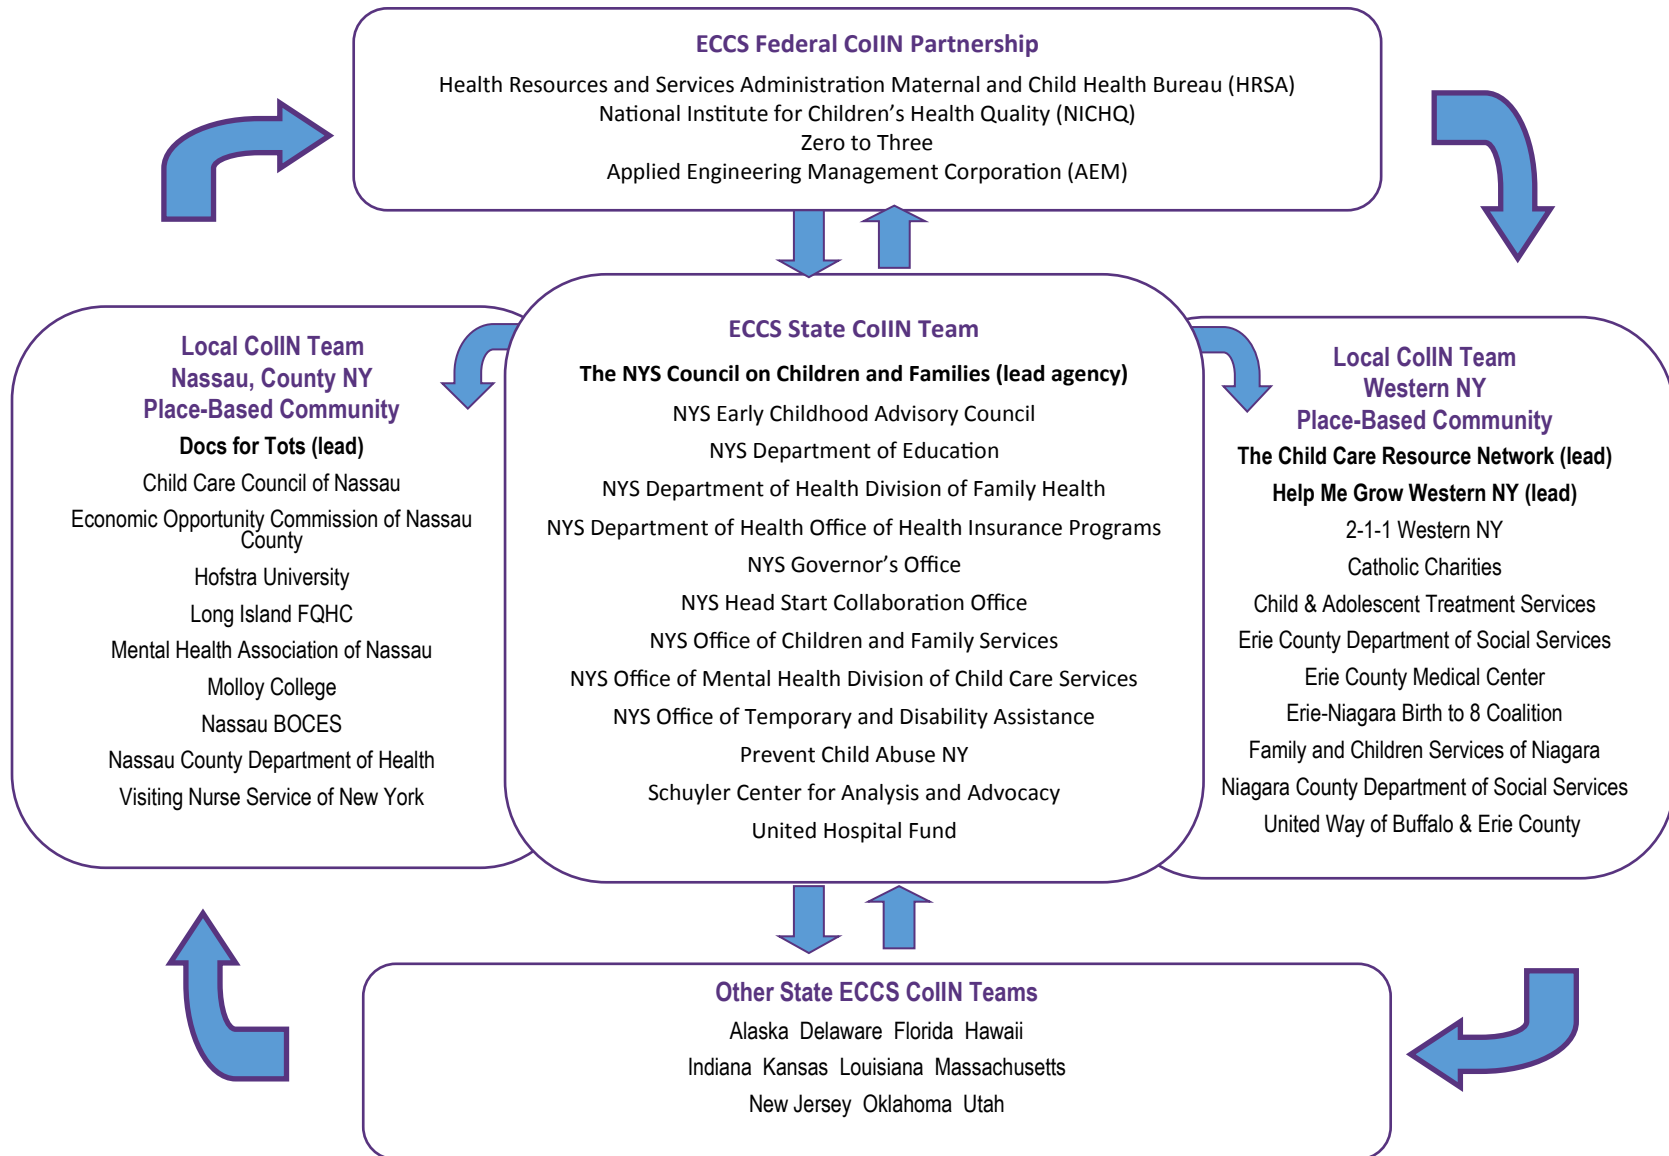 ECCS Federal CoIIN Partnership
Health Resources and Services Administration Maternal and Child Health Bureau (HRSA)
National Institute for Children's Health Quality (NICHQ)
Zero to Three
Applied Engineering Management Corporation (AEM)
Local CoIIN Team
Nassau, County NY
Place-Based Community
Docs for Tots (lead)
Child Care Council of Nassau
Economic Opportunity Commission of Nassau
County
Hofstra University
Long Island FQHC
Mental Health Association of Nassau
Molloy College
Nassau BOCES
Nassau County Department of Health
Visiting Nurse Service of New York
ECCS State CoIIN Team
The NYS Council on Children and Families (lead agency)
NYS Early Childhood Advisory Council
NYS Department of Education
NYS Department of Health Division of Family Health
NYS Department of Health Office of Health Insurance Programs
NYS Governor's Office
NYS Head Start Collaboration Office
NYS Office of Children and Family Services
NYS Office of Mental Health Division of Child Care Services
NYS Office of Temporary and Disability Assistance
Prevent Child Abuse NY
Schuyler Center for Analysis and Advocacy
United Hospital Fund
Local CoIIN Team
Western NY
Place-Based Community
The Child Care Resource Network (lead)
Help Me Grow Western NY (lead)
2-1-1 Western NY
Catholic Charities
Child & Adolescent Treatment Services
Erie County Department of Social Services
Erie County Medical Center
Erie-Niagara Birth to 8 Coalition
Family and Children Services of Niagara
Niagara County Department of Social Services
United Way of Buffalo & Erie County
Other State ECCS CoIIN Teams
Alaska Delaware Florida Hawaii
Indiana Kansas Louisiana Massachusetts
New Jersey Oklahoma Utah